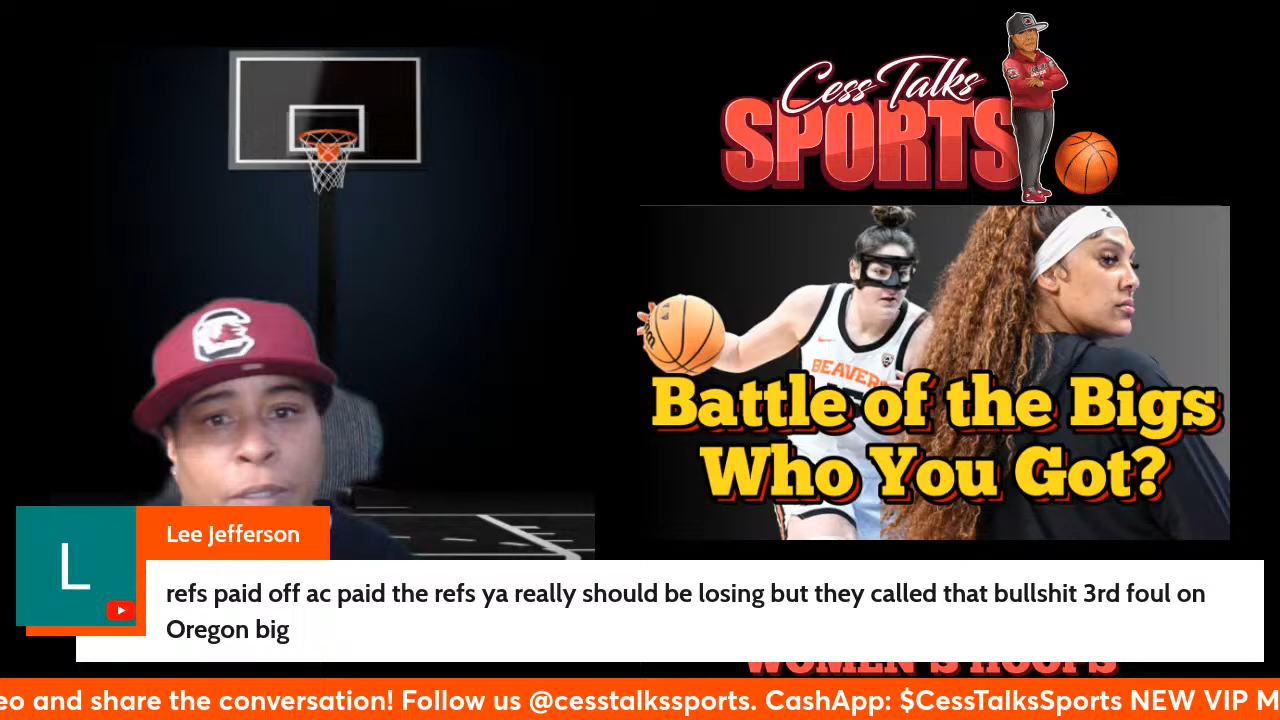 Cess Talks
SPORTS
BEAVERS
Battle of the Bigs
Who You Got?
L
Lee Jefferson
refs paid off ac paid the refs ya really should be losing but they called that bullshit 3rd foul on
Oregon big
WOMEN'S HOOPS
eo and share the conversation! Follow us @cesstalkssports. CashApp: $CessTalksSports NEW VIP M